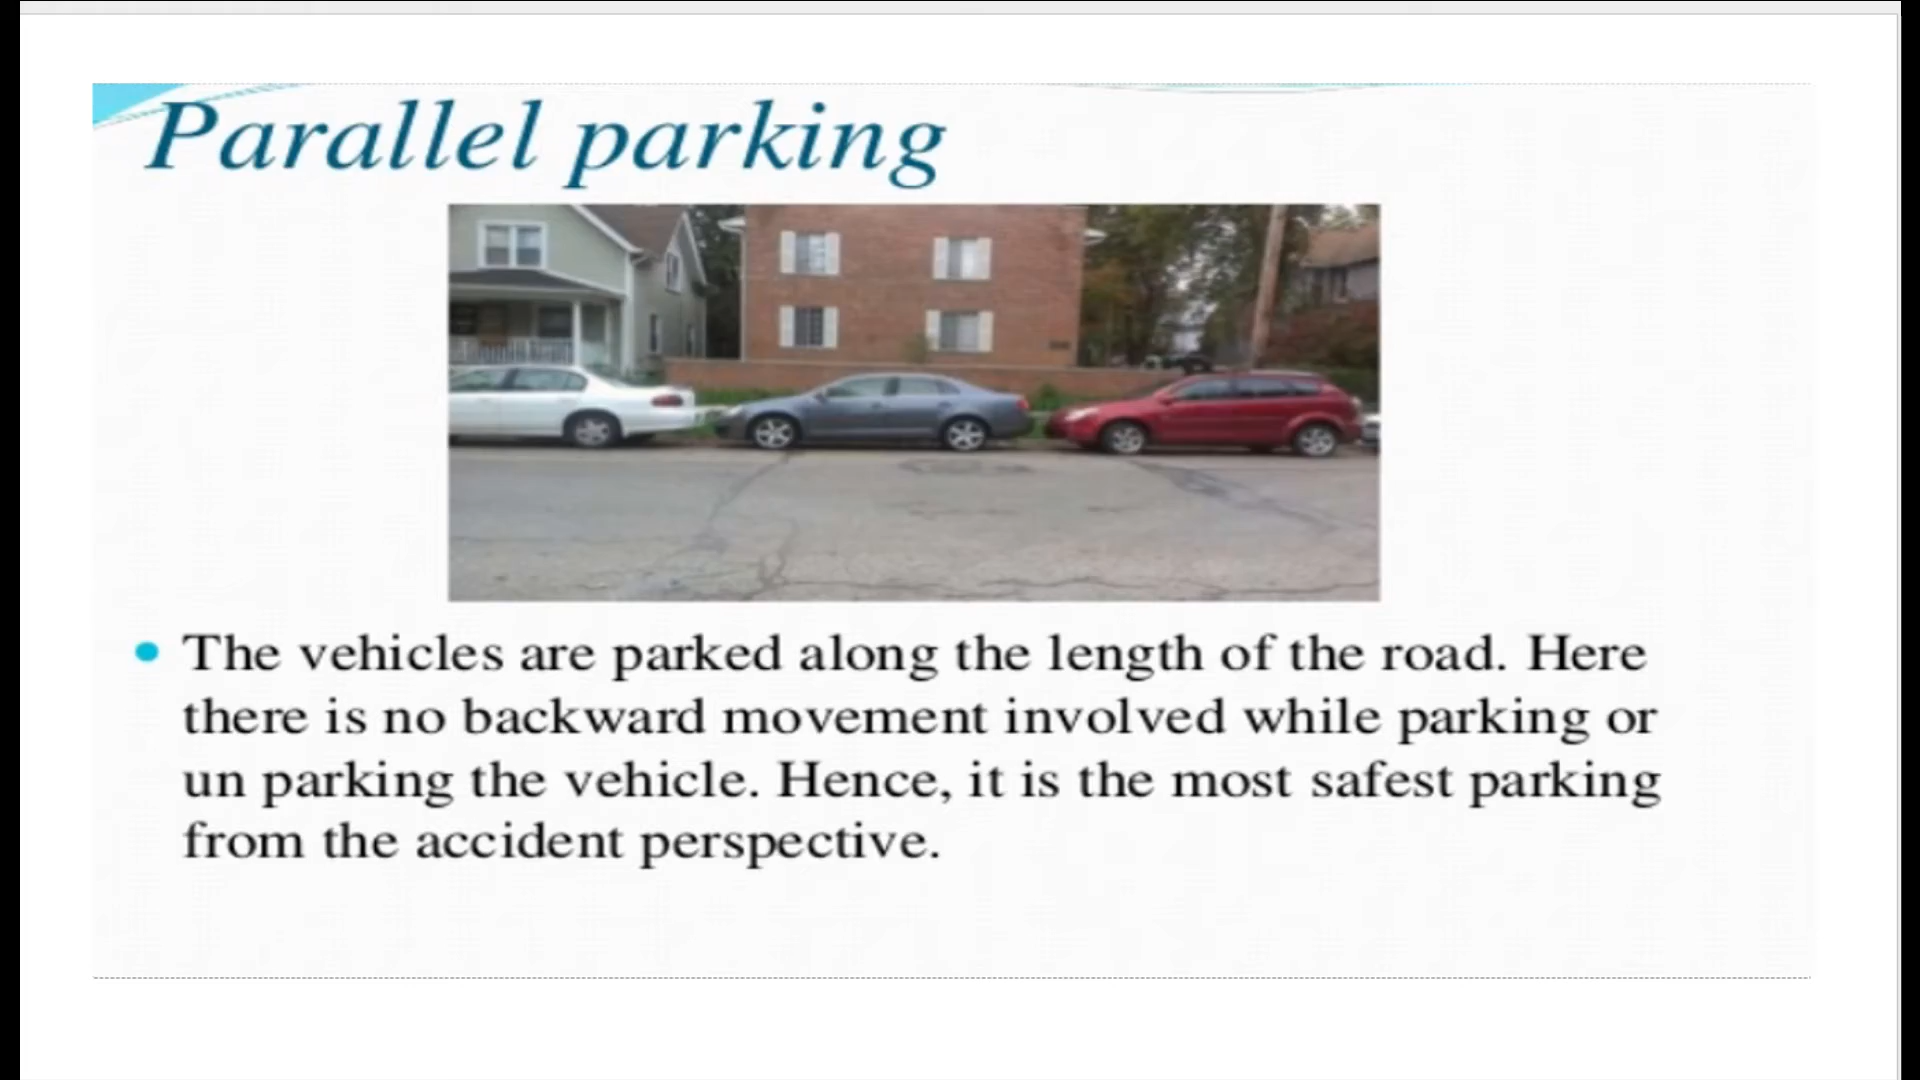 Parallel parking
The vehicles are parked along the length of the road. Here
there is no backward movement involved while parking or
un parking the vehicle. Hence, it is the most safest parking
from the accident perspective.